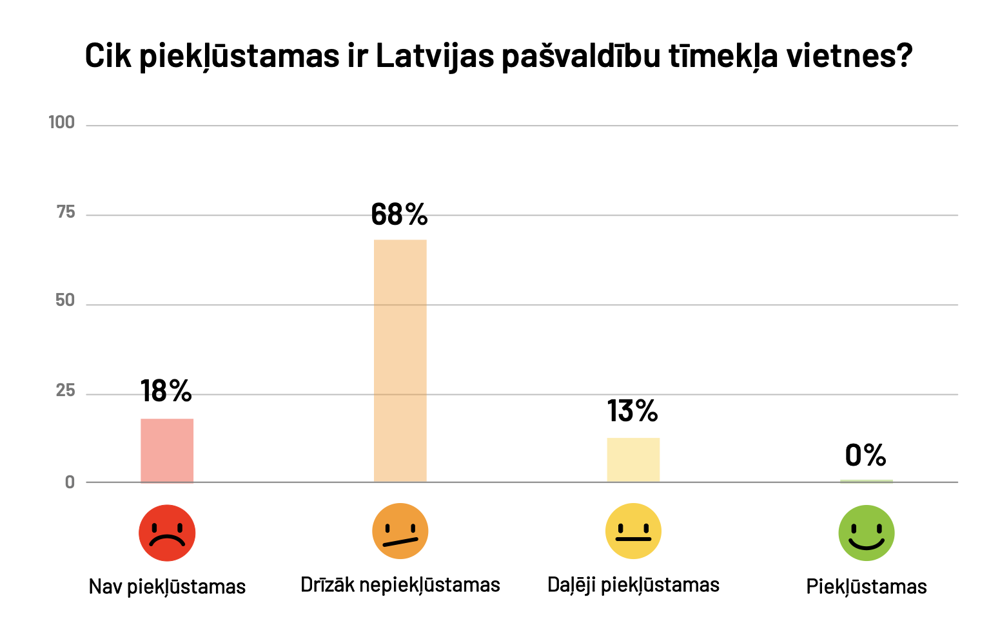 Cik piekļūstamas ir Latvijas pašvaldību tīmekļa vietnes?
100
75
50
25
0
18%
68%
13%
0%
Nav piekļūstamas
Drīzāk nepiekļūstamas
Daļēji piekļūstamas
Piekļūstamas